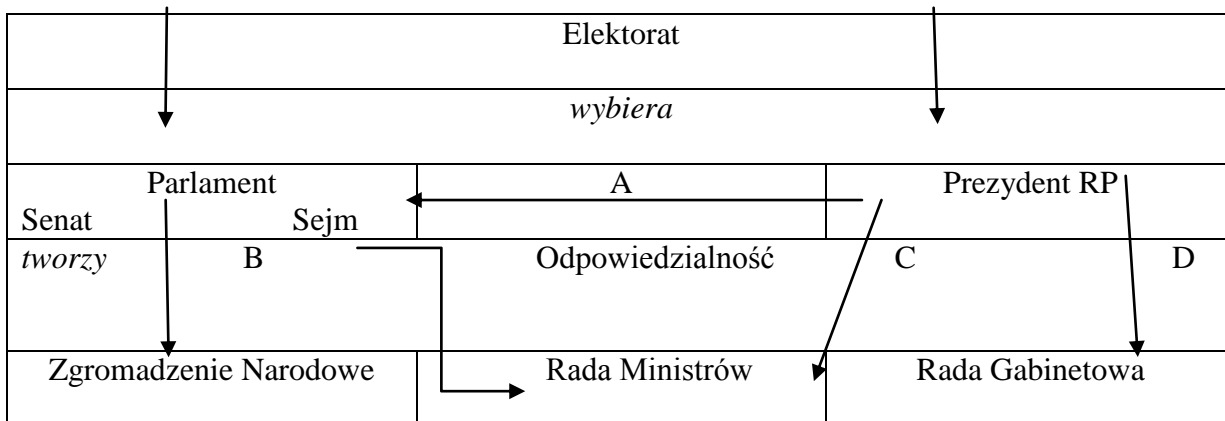 Elektorat
wybiera
Parlament A Prezydent RP
Senat Sejm
tworzy B Odpowiedzialność C D
Zgromadzenie Narodowe Rada Ministrów Rada Gabinetowa